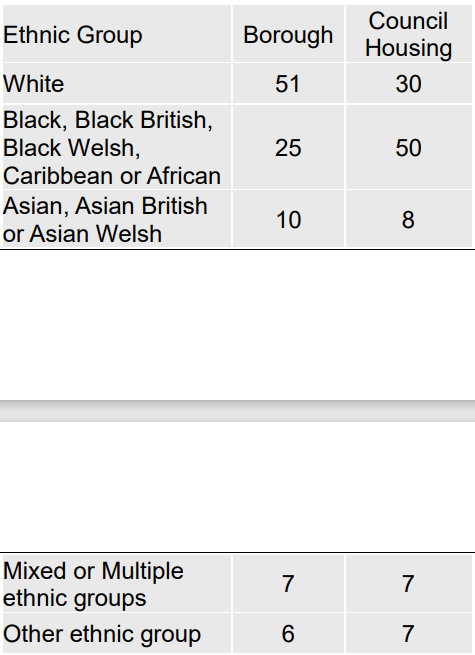 Ethnic Group Borough Council
Housing
White 51 30
Black, Black British,
Black Welsh, 25 50
Caribbean or African
Asian, Asian British
or Asian Welsh 10 8
Mixed or Multiple
ethnic groups 7 7
Other ethnic group 6 7